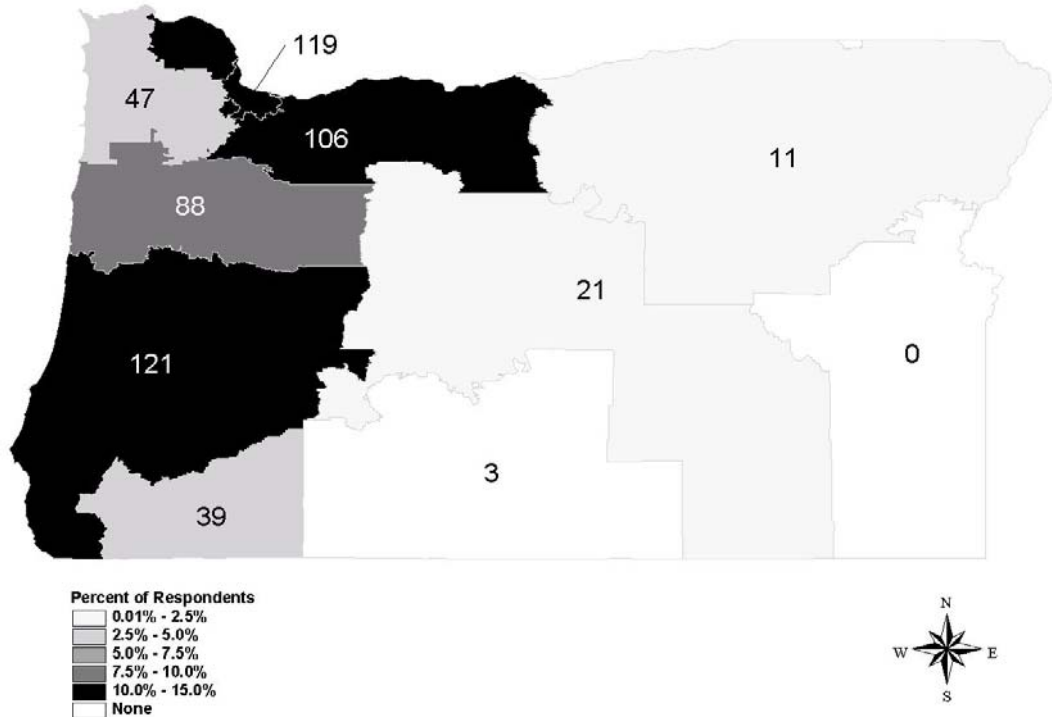 119
47
106
11
88
21
0
121
3
39
Percent of Respondents
0.01% - 2.5%
2.5% - 5.0%
5.0% - 7.5%
7.5% - 10.0%
10.0% - 15.0%
None
N
W E
S